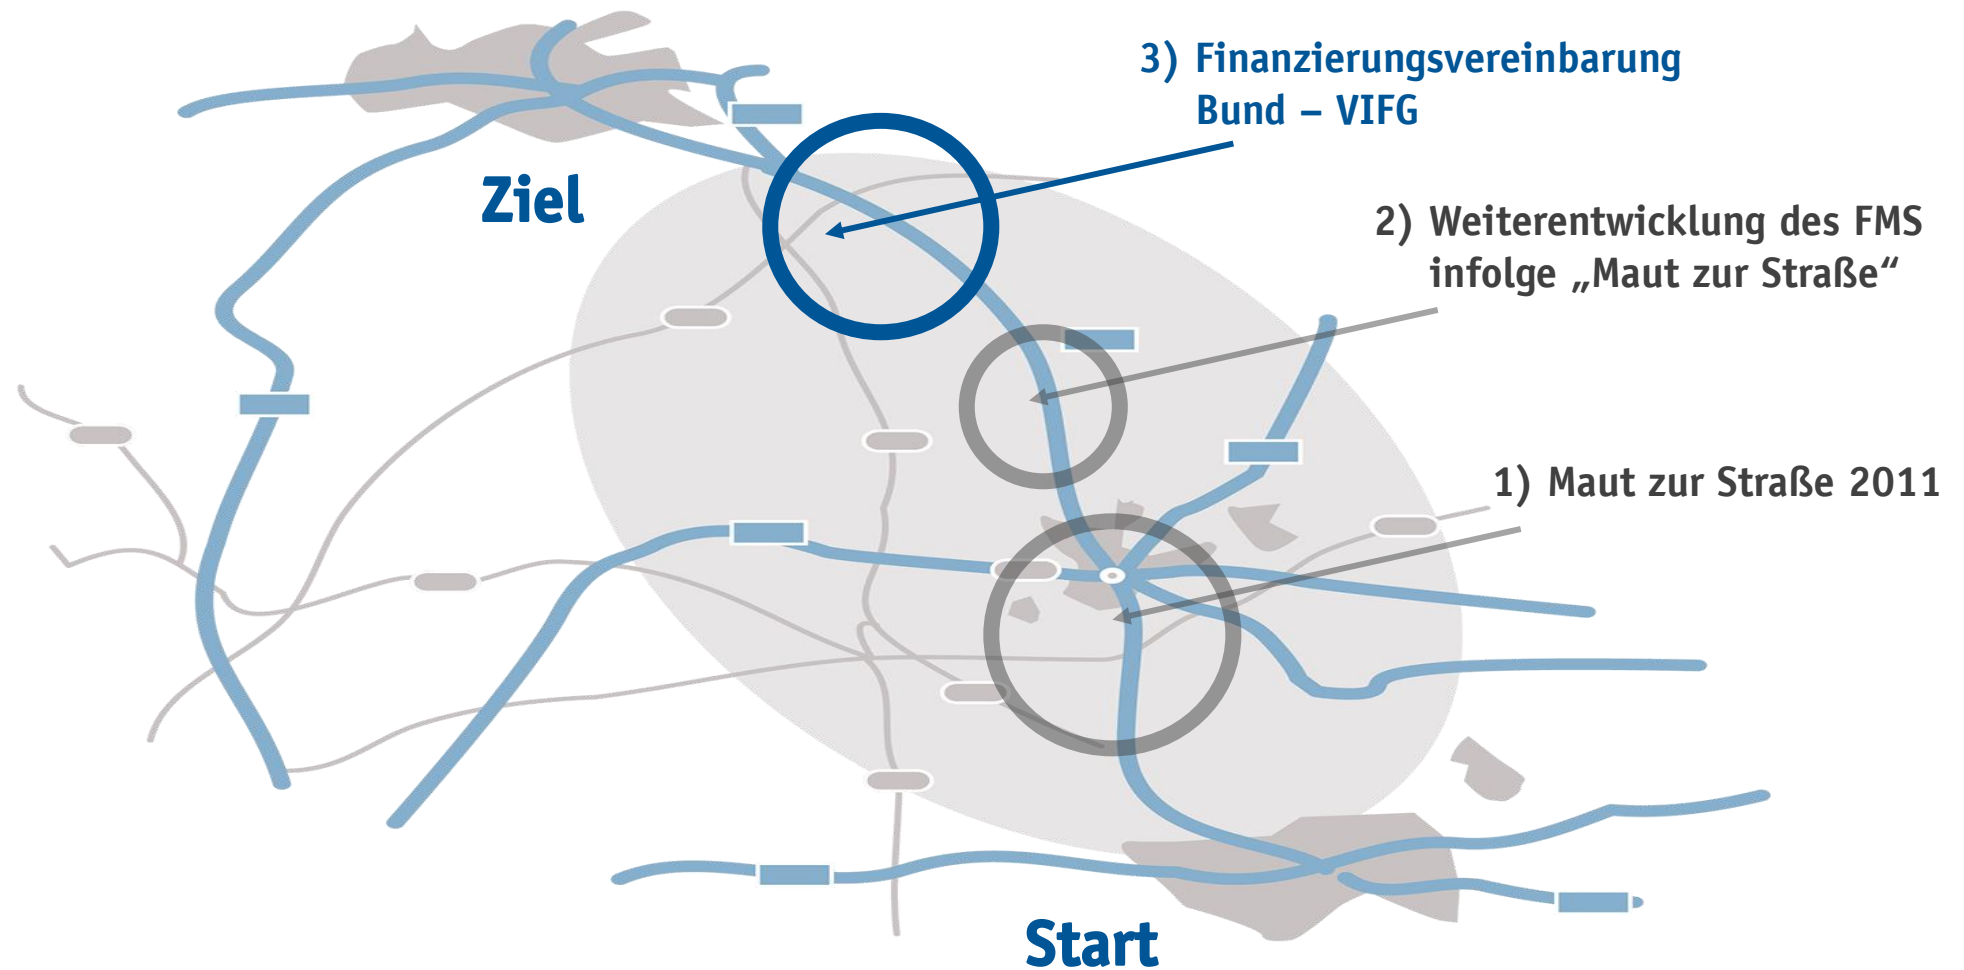 3) Finanzierungsvereinbarung
Bund – VIFG
Ziel
2) Weiterentwicklung des FMS
infolge „Maut zur Straße“
1) Maut zur Straße 2011
Start